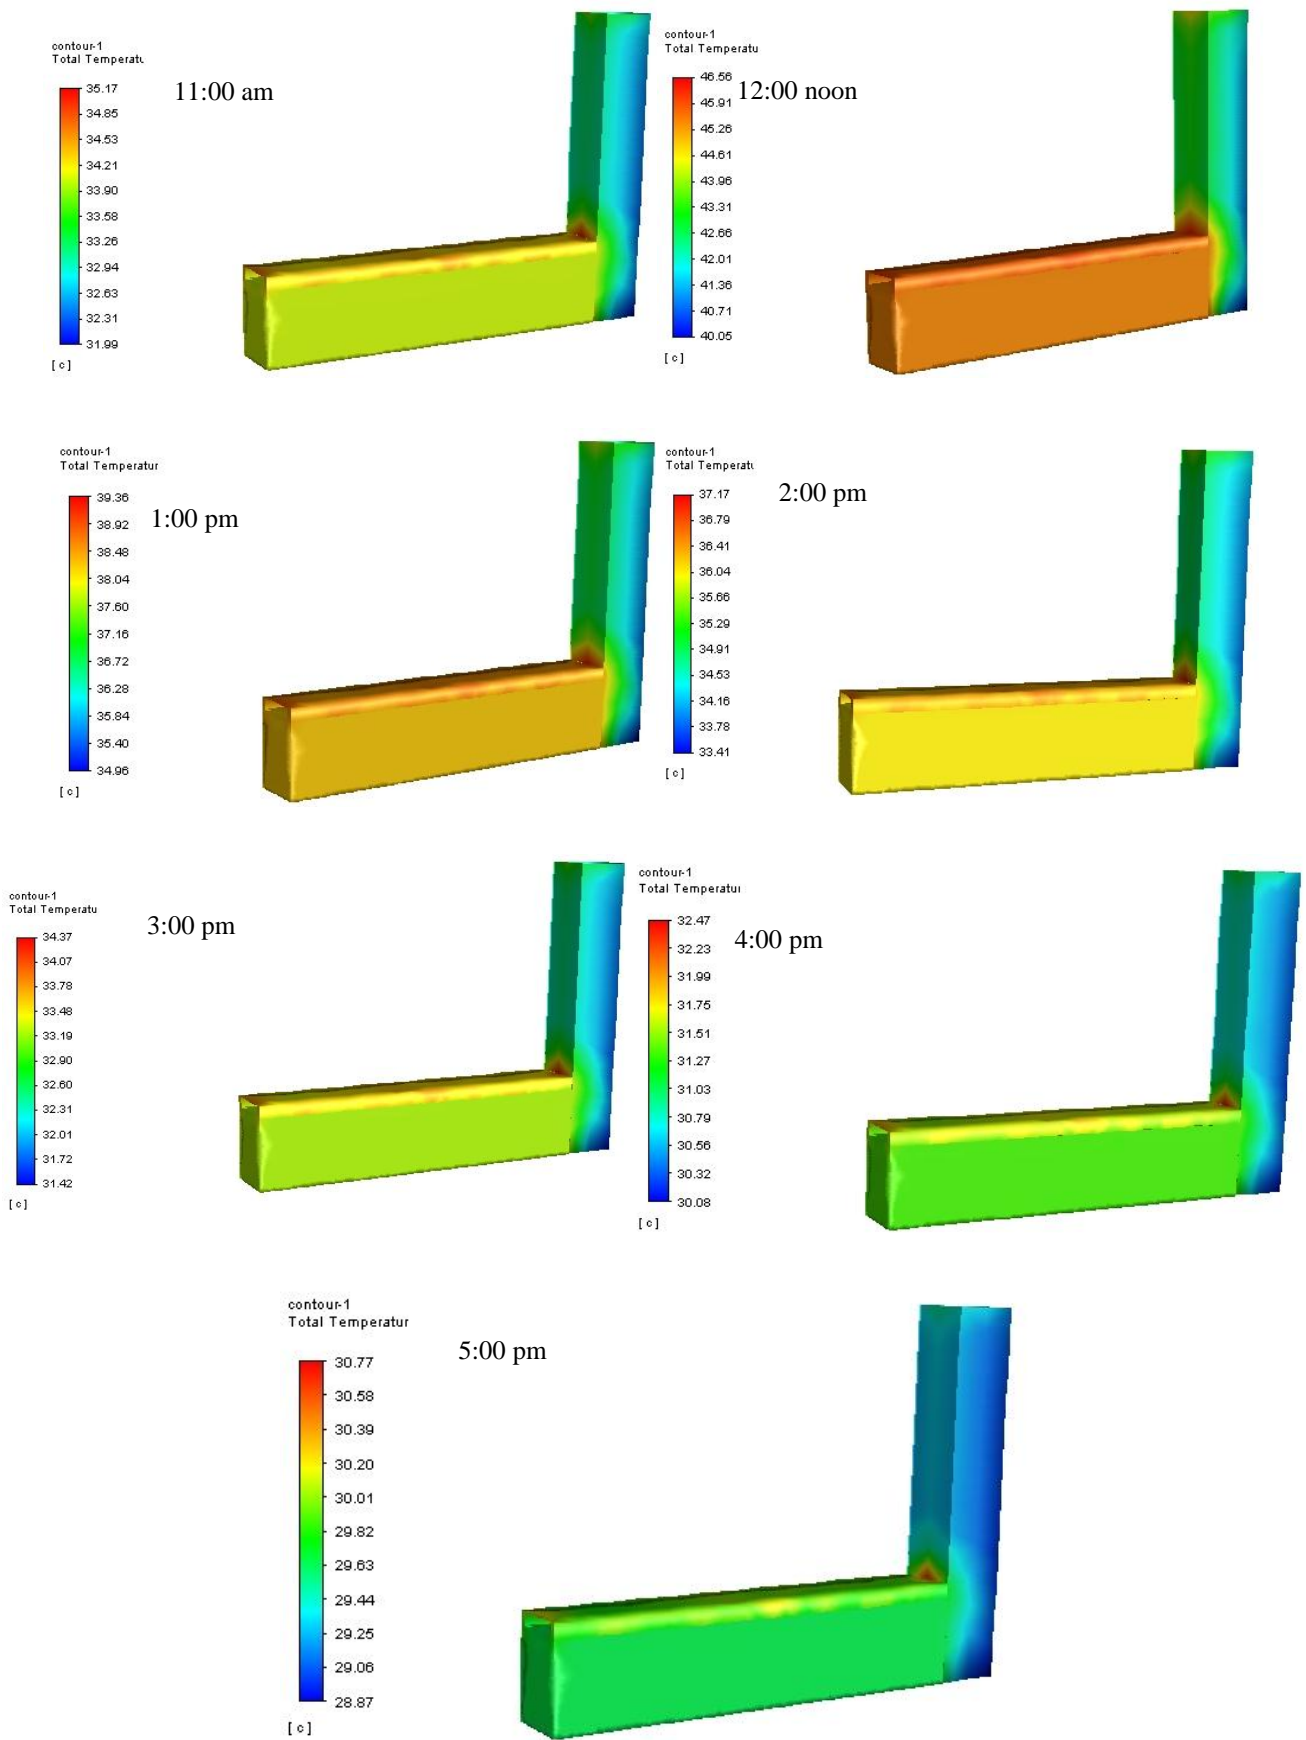 contour-1
Total Temperatu
11:00 am
35.17
34.85
34.53
34.21
33.90
33.58
33.26
32.94
32.63
32.31
31.99
[ c ]
contour-1
Total Temperatu
12:00 noon
46.56
45.91
45.26
44.61
43.96
43.31
42.66
42.01
41.36
40.71
40.05
[ c ]
contour-1
Total Temperatur
1:00 pm
39.36
38.92
38.48
38.04
37.60
37.16
36.72
36.28
35.84
35.40
34.96
[ c ]
contour-1
Total Temperatu
2:00 pm
37.17
36.79
36.41
36.04
35.66
35.29
34.91
34.53
34.16
33.78
33.41
[ c ]
contour-1
Total Temperatu
3:00 pm
34.37
34.07
33.78
33.48
33.19
32.90
32.60
32.31
32.01
31.72
31.42
[ c ]
contour-1
Total Temperatur
4:00 pm
32.47
32.23
31.99
31.75
31.51
31.27
31.03
30.79
30.56
30.32
30.08
[ c ]
contour-1
Total Temperatur
5:00 pm
30.77
30.58
30.39
30.20
30.01
29.82
29.63
29.44
29.25
29.06
28.87
[ c ]